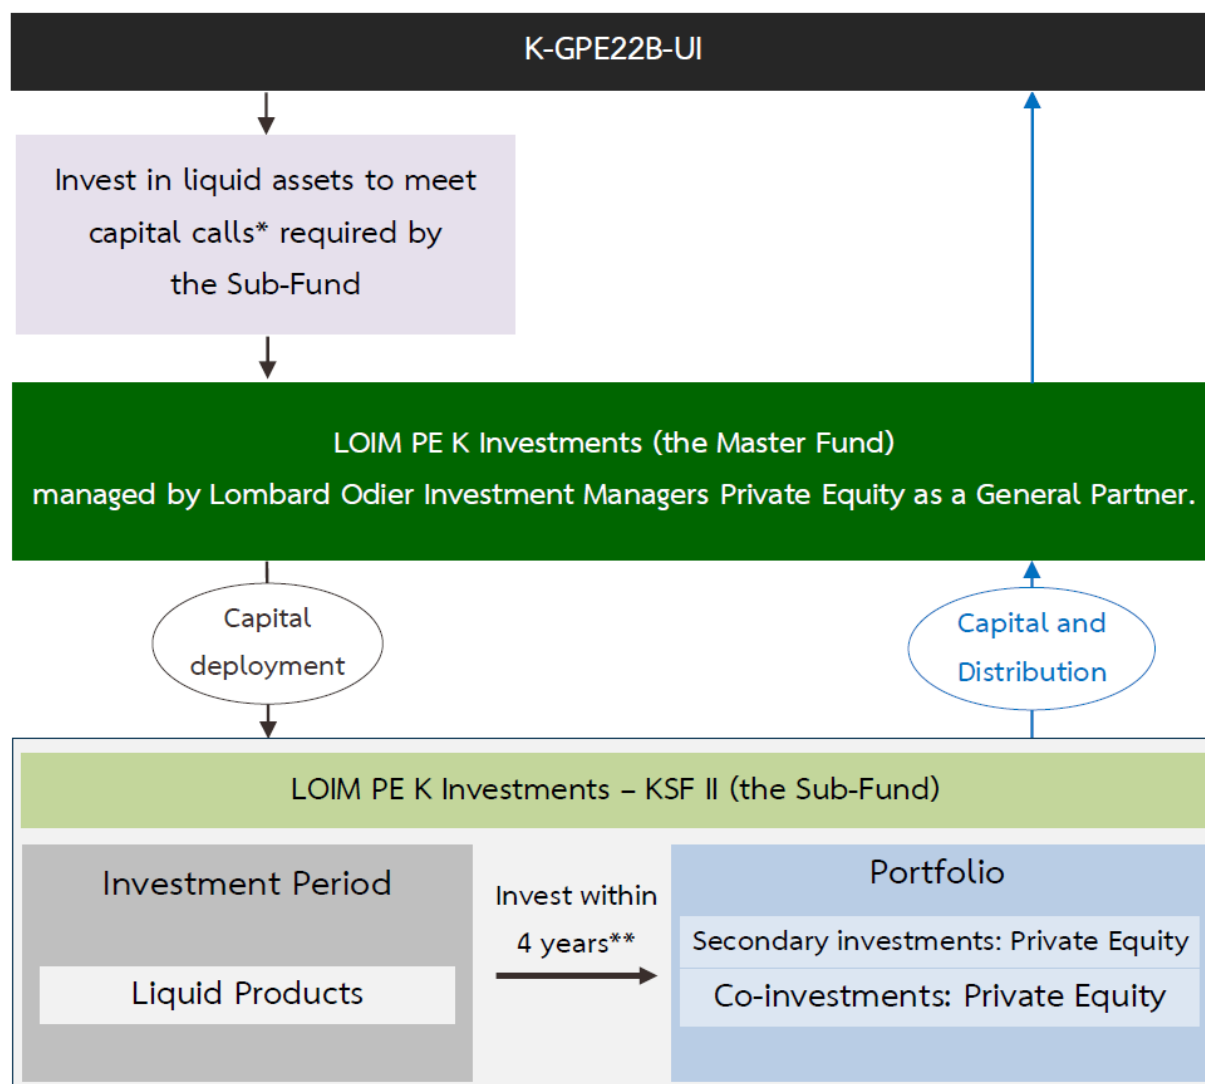 K-GPE22B-UI
Invest in liquid assets to meet
capital calls* required by
the Sub-Fund
LOIM PE K Investments (the Master Fund)
managed by Lombard Odier Investment Managers Private Equity as a General Partner.
Capital
deployment
Capital and
Distribution
LOIM PE K Investments – KSF II (the Sub-Fund)
Investment Period
Liquid Products
Invest within
4 years**
Portfolio
Secondary investments: Private Equity
Co-investments: Private Equity